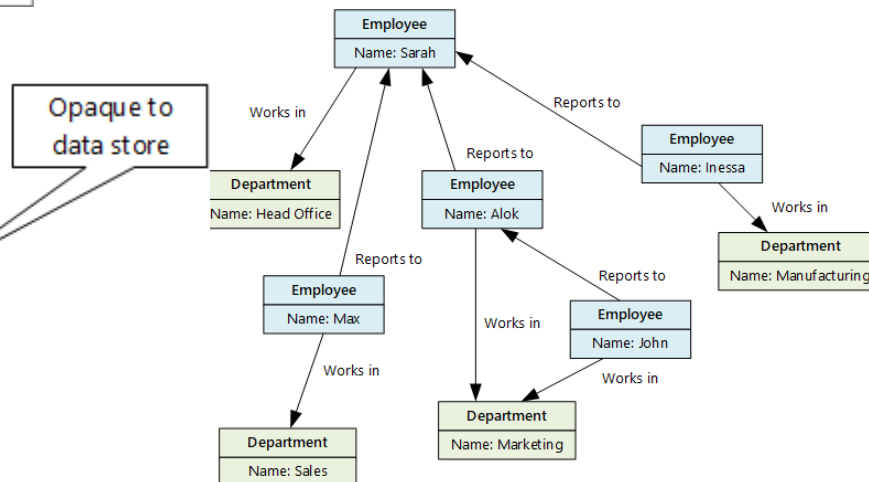 Employee
Name: Sarah
Opaque to
data store
Works in
Reports to
Employee
Name: Inessa
Reports to
Department
Name: Head Office
Employee
Name: Alok
Works in
Department
Name: Manufacturing
Reports to
Employee
Name: Max
Reports to
Employee
Name: John
Works in
Works in
Works in
Department
Name: Marketing
Department
Name: Sales